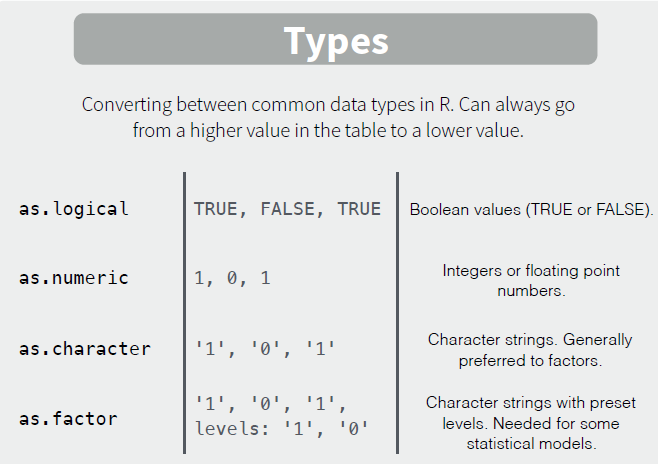 Types
Converting between common data types in R. Can always go
from a higher value in the table to a lower value.
as.logical
TRUE, FALSE, TRUE
Boolean values (TRUE or FALSE).
as.numeric
1, 0, 1
Integers or floating point
numbers.
as.character
'1', '0', '1'
Character strings. Generally
preferred to factors.
as.factor
'1', '0', '1',
levels: '1', '0'
Character strings with preset
levels. Needed for some
statistical models.